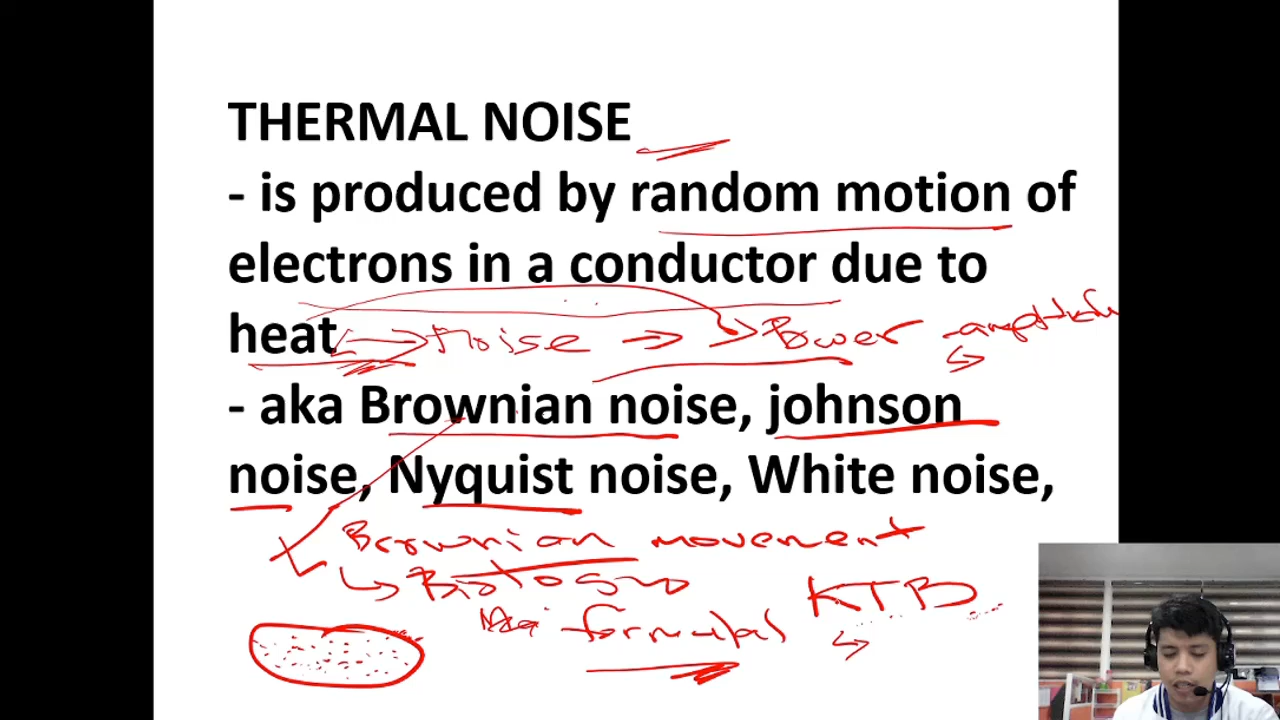 THERMAL NOISE
- is produced by random motion of
electrons in a conductor due to
heat → Noise → Power
- aka Brownian noise, johnson
noise, Nyquist noise, White noise,
Brownian movement
formula KTB